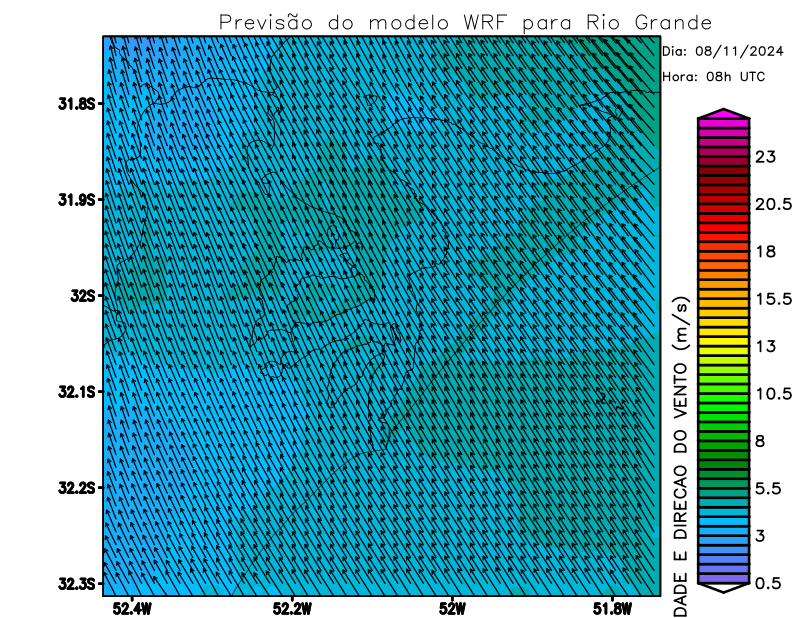 Previsão do modelo WRF para Rio Grande
Dia: 08/11/2024
Hora: 08h UTC
31.8S
31.9S
32S
32.1S
32.2S
32.3S
52.4W
52.2W
52W
51.8W
DADE E DIRECAO DO VENTO (m/s)
23
20.5
18
15.5
13
10.5
8
5.5
3
0.5